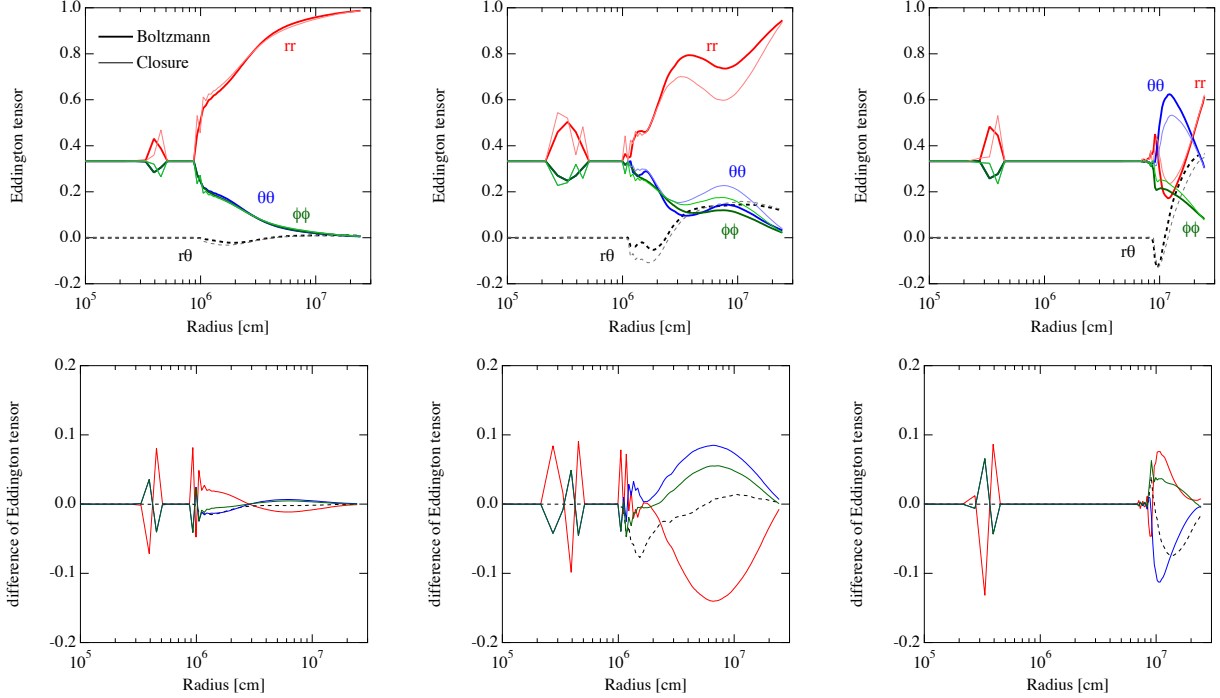 1.0
0.8
0.6
0.4
0.2
0.0
-0.2
Eddington tensor
Boltzmann
Closure
rr
θθ
ϕϕ
rθ
10^5
10^6
10^7
Radius [cm]
1.0
0.8
0.6
0.4
0.2
0.0
-0.2
Eddington tensor
rr
θθ
ϕϕ
rθ
10^5
10^6
10^7
Radius [cm]
1.0
0.8
0.6
0.4
0.2
0.0
-0.2
Eddington tensor
θθ
rr
ϕϕ
rθ
10^5
10^6
10^7
Radius [cm]
0.2
0.1
0.0
-0.1
-0.2
difference of Eddington tensor
10^5
10^6
10^7
Radius [cm]
0.2
0.1
0.0
-0.1
-0.2
difference of Eddington tensor
10^5
10^6
10^7
Radius [cm]
0.2
0.1
0.0
-0.1
-0.2
difference of Eddington tensor
10^5
10^6
10^7
Radius [cm]